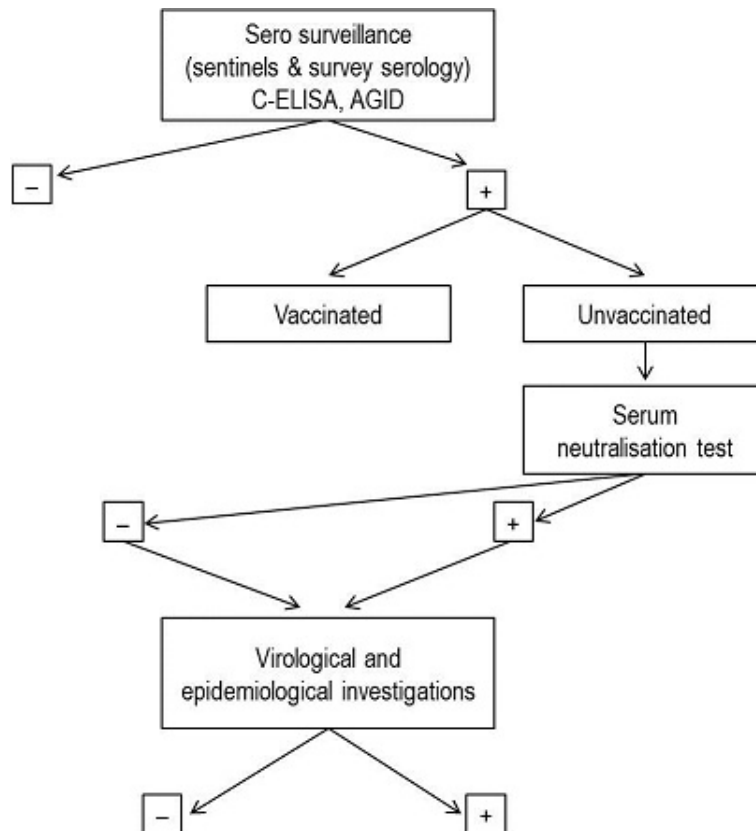 Sero surveillance
(sentinels & survey serology)
C-ELISA, AGID
–
+
Vaccinated
Unvaccinated
Serum
neutralisation test
–
+
Virological and
epidemiological investigations
–
+